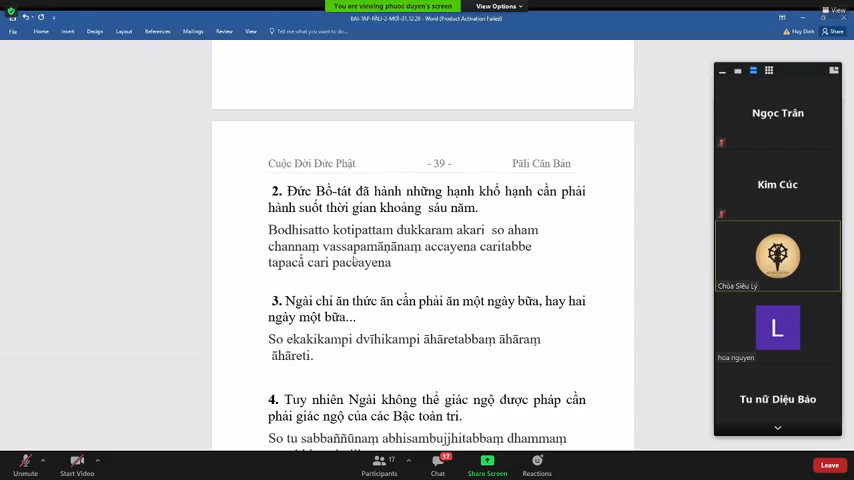 You are viewing phuoc duyen's screen
View Options
View
BAI-TAP-PALI-2-MOI-31.12.20 - Word (Product Activation Failed)
File Home Insert Design Layout References Mailings Review View Tell me what you want to do...
Huy Dinh Share
Cuộc Đời Đức Phật - 39 - Pāli Căn Bản
2. Đức Bồ-tát đã hành những hạnh khổ hạnh cần phải
hành suốt thời gian khoảng sáu năm.
Bodhisatto kotipattam dukkaram akari so aham
channaṃ vassapamāṇānaṃ accayena caritabbe
tapacā cari paccayena
3. Ngài chỉ ăn thức ăn cần phải ăn một ngày bữa, hay hai
ngày một bữa...
So ekakikampi dvīhikampi āhāretabbaṃ āhāraṃ
āhāreti.
4. Tuy nhiên Ngài không thể giác ngộ được pháp cần
phải giác ngộ của các Bậc toàn tri.
So tu sabbaññūnaṃ abhisambujjhitabbaṃ dhammaṃ
Ngọc Trân
Kim Cúc
Chùa Siêu Lý
L
hoa nguyen
Tu nữ Diệu Bảo
Unmute
Start Video
17
Participants
17
Chat
Share Screen
Reactions
Leave